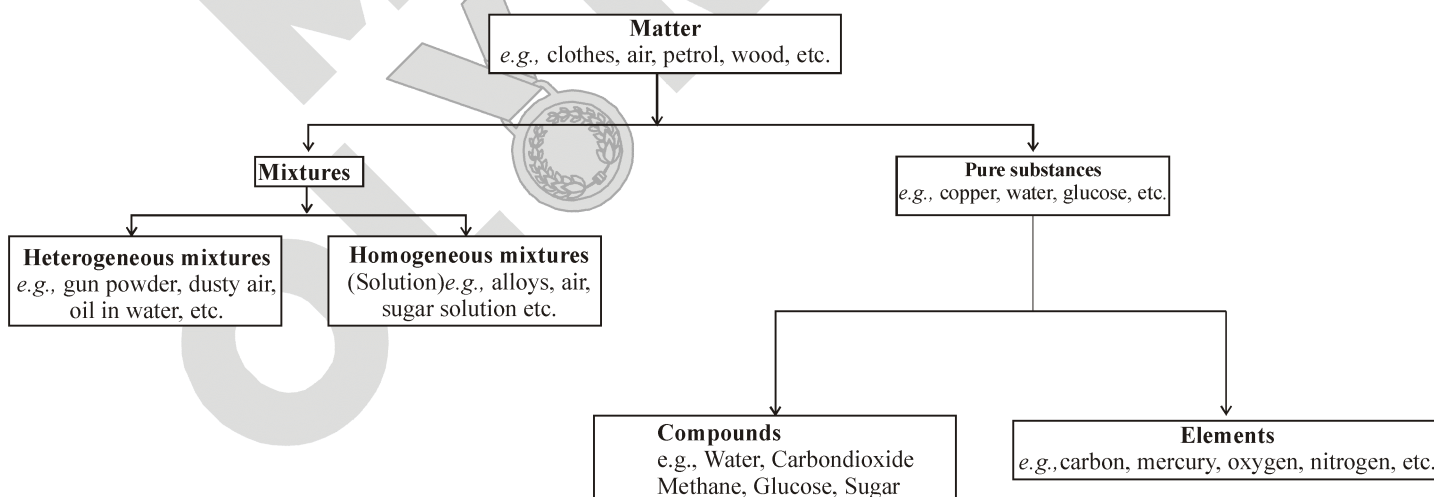 Matter
e.g., clothes, air, petrol, wood, etc.
Mixtures
Pure substances
e.g., copper, water, glucose, etc.
Heterogeneous mixtures
e.g., gun powder, dusty air,
oil in water, etc.
Homogeneous mixtures
(Solution)e.g., alloys, air,
sugar solution etc.
Compounds
e.g., Water, Carbondioxide
Methane, Glucose, Sugar
Elements
e.g.,carbon, mercury, oxygen, nitrogen, etc.